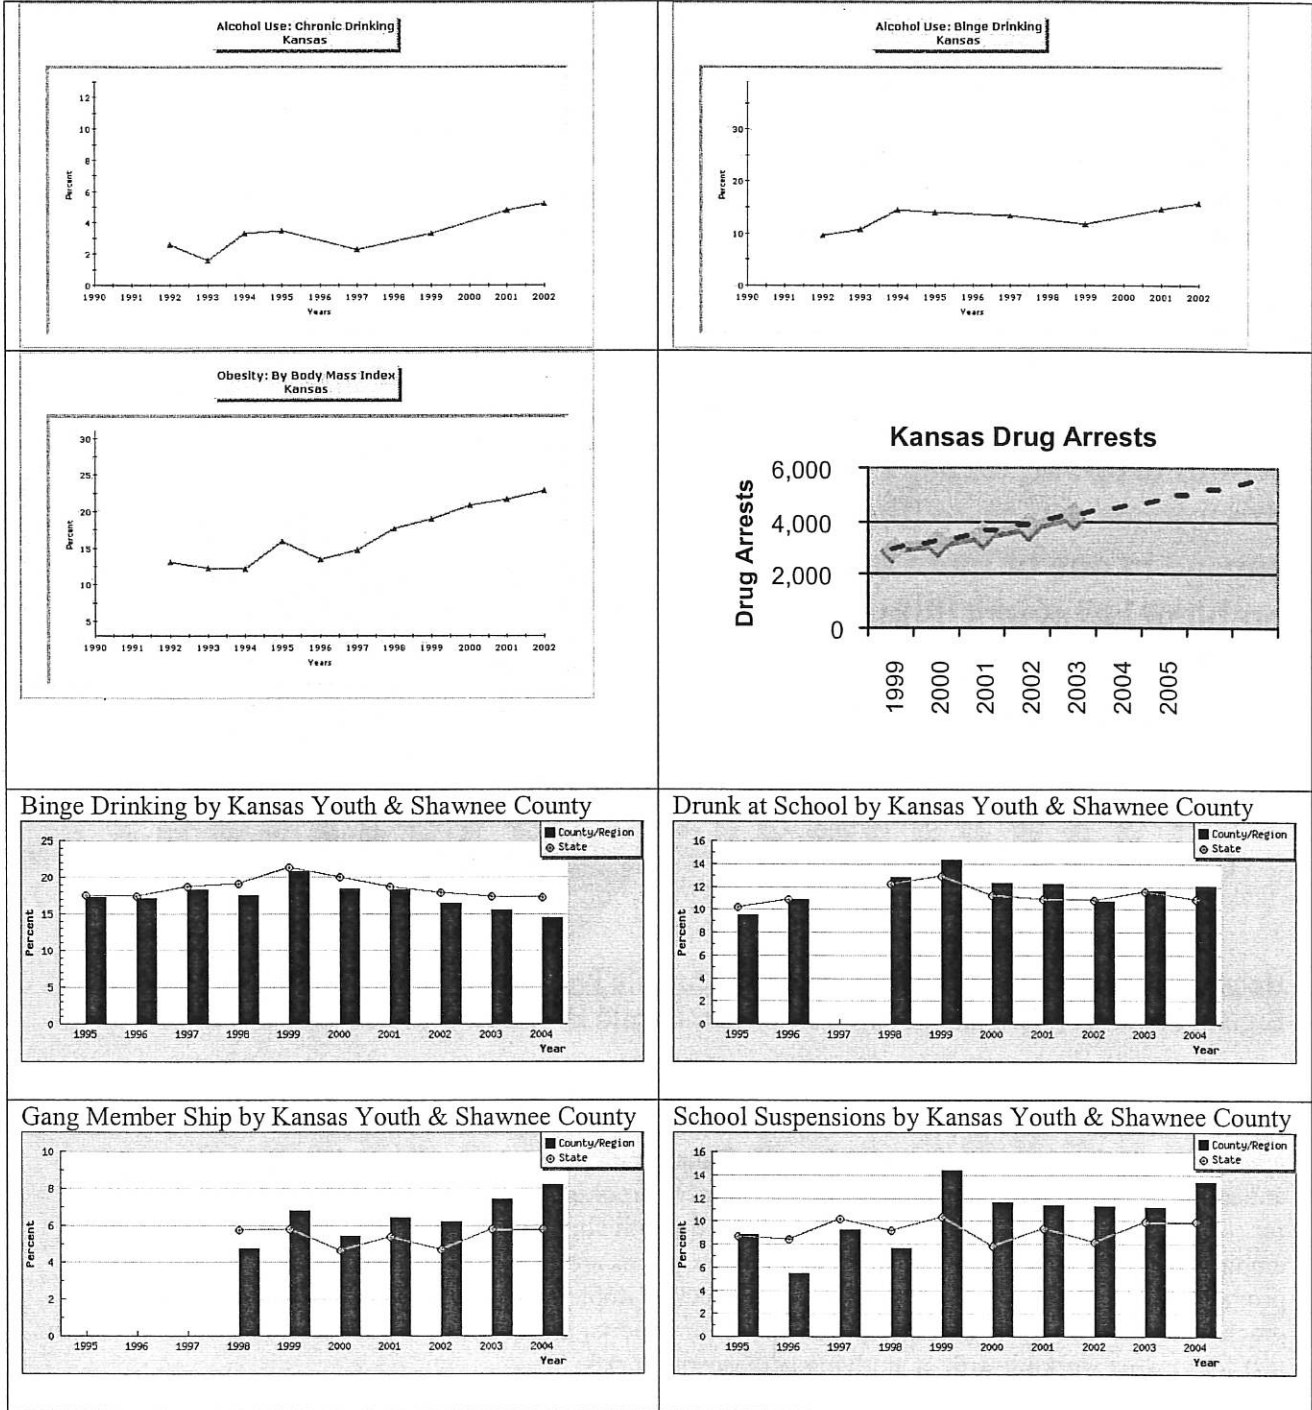 Alcohol Use: Chronic Drinking
Kansas
12
10
8
6
4
2
0
Percent
1990 1991 1992 1993 1994 1995 1996 1997 1998 1999 2000 2001 2002
Years
Alcohol Use: Binge Drinking
Kansas
30
20
10
0
Percent
1990 1991 1992 1993 1994 1995 1996 1997 1998 1999 2000 2001 2002
Years
Obesity: By Body Mass Index
Kansas
30
25
20
15
10
5
Percent
1990 1991 1992 1993 1994 1995 1996 1997 1998 1999 2000 2001 2002
Years
Kansas Drug Arrests
6,000
4,000
2,000
0
Drug Arrests
1999 2000 2001 2002 2003 2004 2005
Binge Drinking by Kansas Youth & Shawnee County
County/Region
State
25
20
15
10
5
0
Percent
1995 1996 1997 1998 1999 2000 2001 2002 2003 2004
Year
Drunk at School by Kansas Youth & Shawnee County
County/Region
State
16
14
12
10
8
6
4
2
0
Percent
1995 1996 1997 1998 1999 2000 2001 2002 2003 2004
Year
Gang Member Ship by Kansas Youth & Shawnee County
County/Region
State
10
8
6
4
2
0
Percent
1995 1996 1997 1998 1999 2000 2001 2002 2003 2004
Year
School Suspensions by Kansas Youth & Shawnee County
County/Region
State
16
14
12
10
8
6
4
2
0
Percent
1995 1996 1997 1998 1999 2000 2001 2002 2003 2004
Year